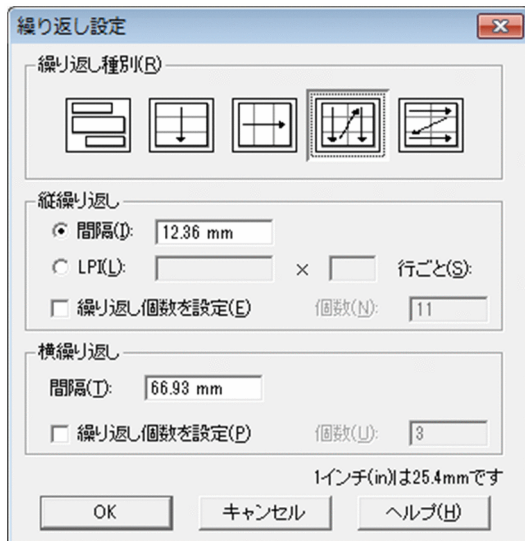 繰り返し設定
繰り返し種別(R)
縦繰り返し
間隔(I): 12.36 mm
LPI(L): × 行ごと(S):
繰り返し個数を設定(E) 個数(N): 11
横繰り返し
間隔(T): 66.93 mm
繰り返し個数を設定(P) 個数(U): 3
1インチ(in)は25.4mmです
OK キャンセル ヘルプ(H)